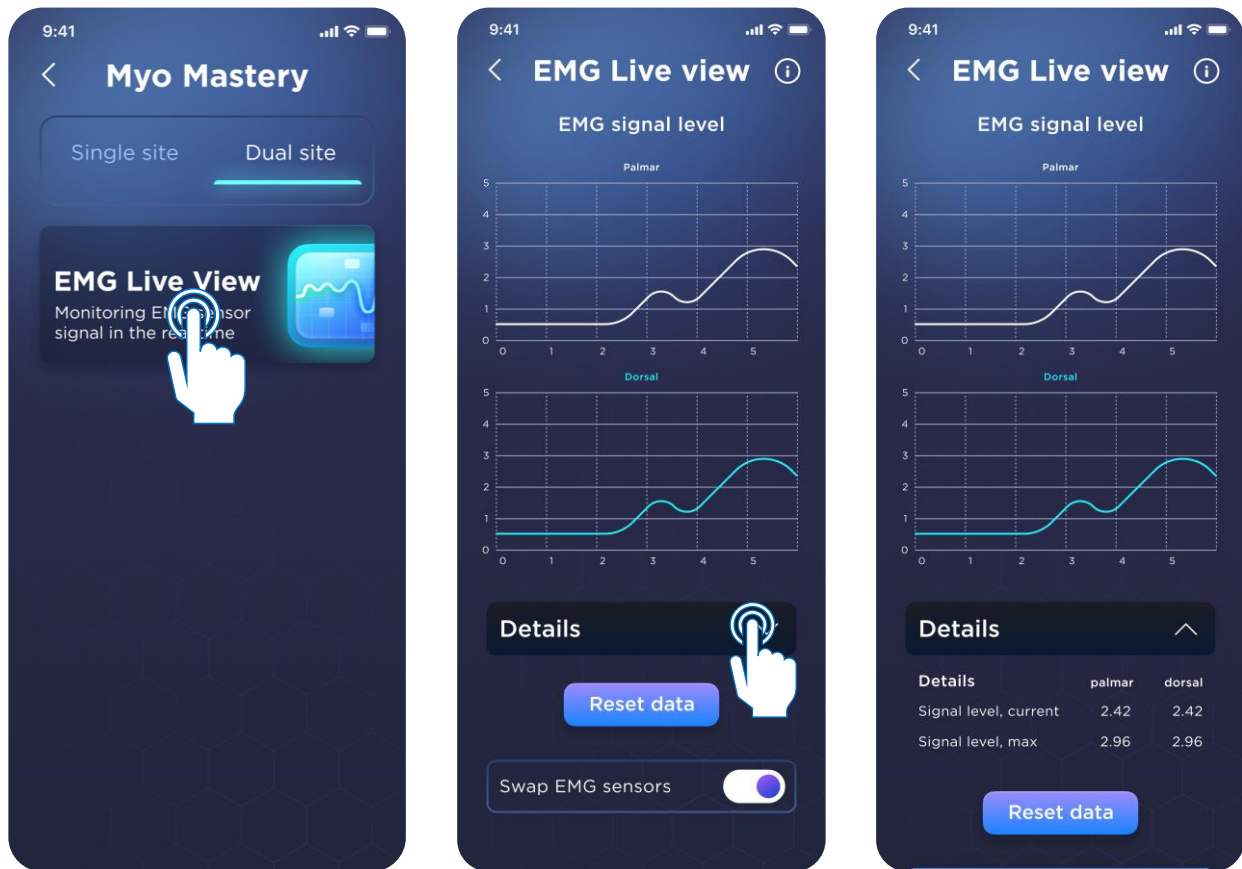 9:41
Myo Mastery
Single site
Dual site
EMG Live View
Monitoring EMG sensor
signal in the real time
9:41
EMG Live view
i
EMG signal level
Palmar
5
4
3
2
1
0
0 1 2 3 4 5
Dorsal
5
4
3
2
1
0
0 1 2 3 4 5
Details
Reset data
Swap EMG sensors
9:41
EMG Live view
i
EMG signal level
Palmar
5
4
3
2
1
0
0 1 2 3 4 5
Dorsal
5
4
3
2
1
0
0 1 2 3 4 5
Details
Details palmar dorsal
Signal level, current 2.42 2.42
Signal level, max 2.96 2.96
Reset data